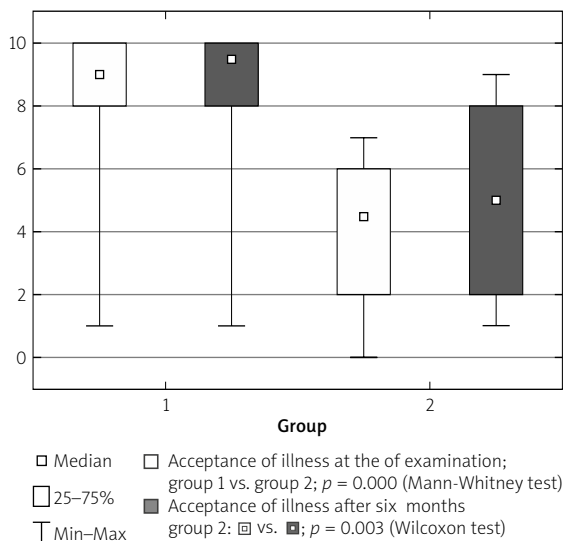 10
8
6
4
2
0
1 2
Group
Median
25–75%
Min–Max
Acceptance of illness at the of examination;
group 1 vs. group 2; p = 0.000 (Mann-Whitney test)
Acceptance of illness after six months
group 2: vs. ; p = 0.003 (Wilcoxon test)